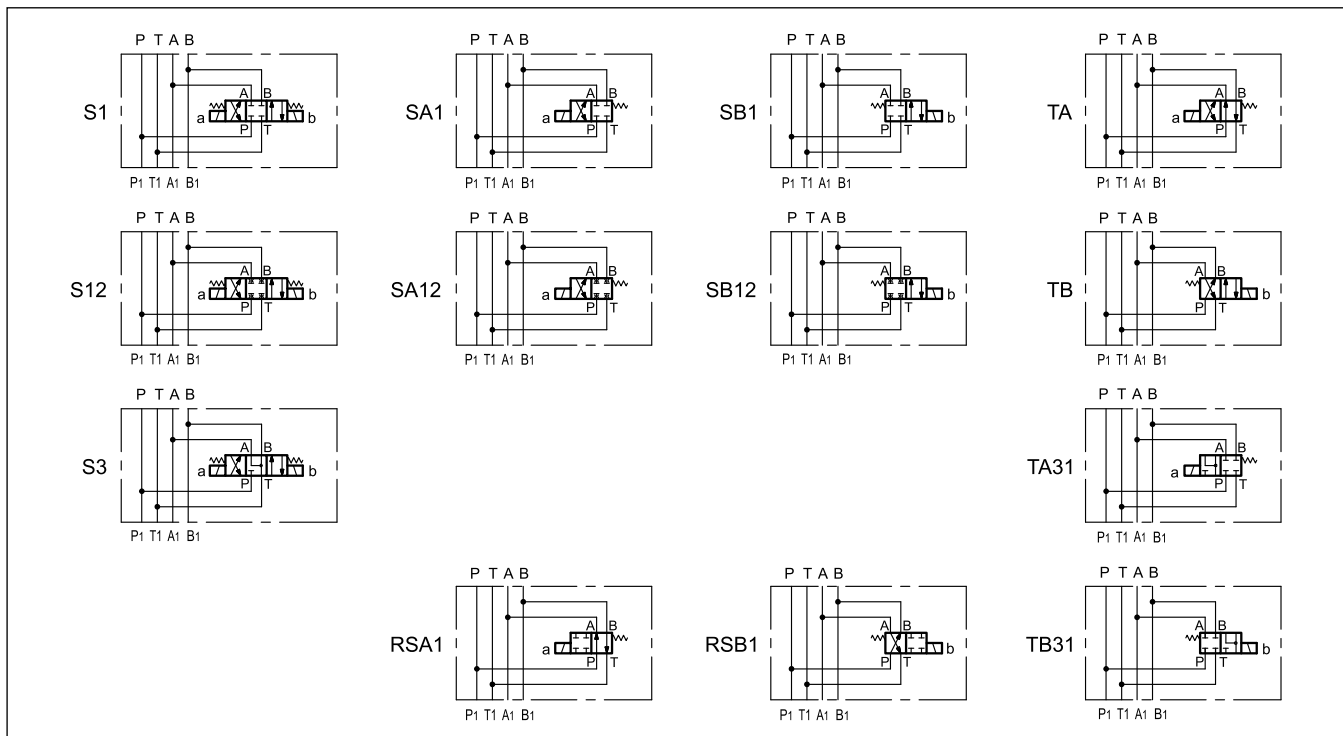 P T A B P T A B P T A B P T A B
S1 A B a b P T SA1 A B a P T SB1 A B b P T TA A B a P T
P1 T1 A1 B1 P1 T1 A1 B1 P1 T1 A1 B1 P1 T1 A1 B1
P T A B P T A B P T A B P T A B
S12 A B a b P T SA12 A B a P T SB12 A B b P T TB A B b P T
P1 T1 A1 B1 P1 T1 A1 B1 P1 T1 A1 B1 P1 T1 A1 B1
P T A B P T A B
S3 A B a b P T TA31 A B a P T
P1 T1 A1 B1 P1 T1 A1 B1
P T A B P T A B P T A B
RSA1 A B a P T RSB1 A B b P T TB31 A B b P T
P1 T1 A1 B1 P1 T1 A1 B1 P1 T1 A1 B1